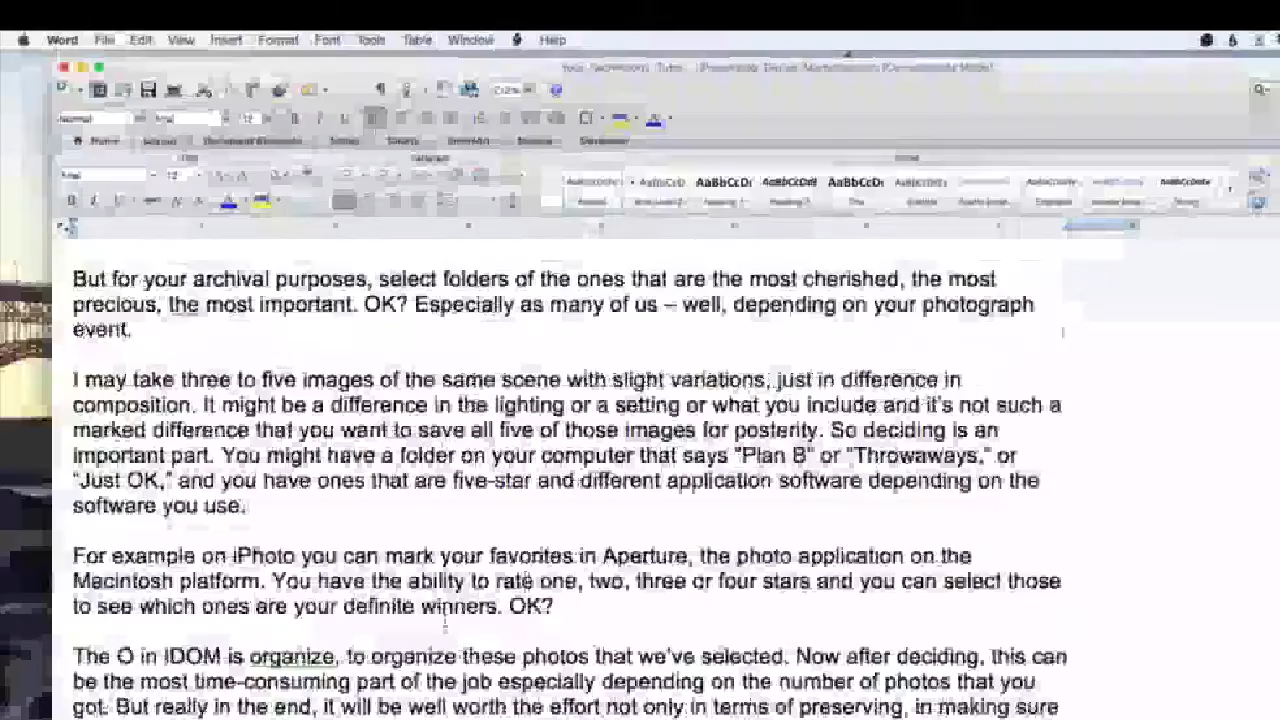 Word File Edit View Insert Format Font Tools Table Window Help
Normal
Home
AaBbCcDc AaBbCcDc AaBbCcDc
But for your archival purposes, select folders of the ones that are the most cherished, the most
precious, the most important. OK? Especially as many of us – well, depending on your photograph
event.
I may take three to five images of the same scene with slight variations, just in difference in
composition. It might be a difference in the lighting or a setting or what you include and it's not such a
marked difference that you want to save all five of those images for posterity. So deciding is an
important part. You might have a folder on your computer that says "Plan B" or "Throwaways," or
"Just OK," and you have ones that are five-star and different application software depending on the
software you use.
For example on iPhoto you can mark your favorites in Aperture, the photo application on the
Macintosh platform. You have the ability to rate one, two, three or four stars and you can select those
to see which ones are your definite winners. OK?
The O in IDOM is organize, to organize these photos that we've selected. Now after deciding, this can
be the most time-consuming part of the job especially depending on the number of photos that you
got. But really in the end, it will be well worth the effort not only in terms of preserving, in making sure